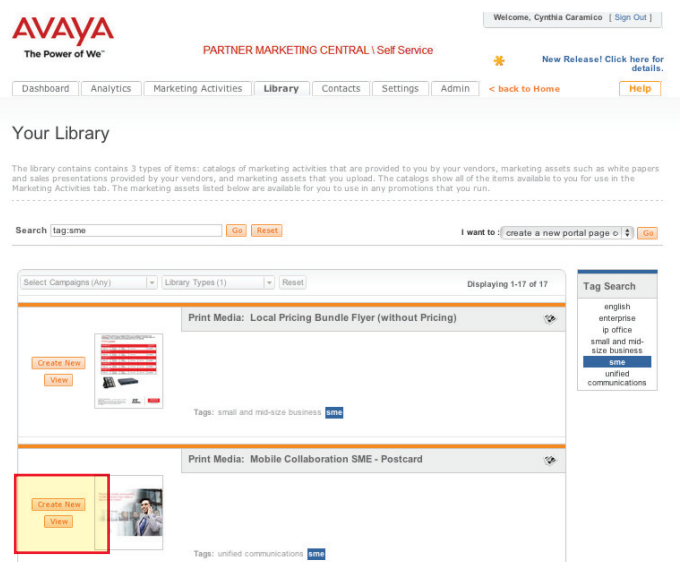 AVAYA
The Power of We™
PARTNER MARKETING CENTRAL \ Self Service
Welcome, Cynthia Caramico [ Sign Out ]
New Release! Click here for
details.
Dashboard Analytics Marketing Activities Library Contacts Settings Admin < back to Home Help
Your Library
The library contains contains 3 types of items: catalogs of marketing activities that are provided to you by your vendors, marketing assets such as white papers
and sales presentations provided by your vendors, and marketing assets that you upload. The catalogs show all of the items available to you for use in the
Marketing Activities tab. The marketing assets listed below are available for you to use in any promotions that you run.
Search tag:sme Go Reset
I want to : create a new portal page o Go
Select Campaigns (Any) Library Types (1) Reset Displaying 1-17 of 17
Print Media: Local Pricing Bundle Flyer (without Pricing)
Create New
View
Tags: small and mid-size business sme
Print Media: Mobile Collaboration SME - Postcard
Create New
View
Tags: unified communications sme
Tag Search
english
enterprise
ip office
small and mid-
size business
sme
unified
communications